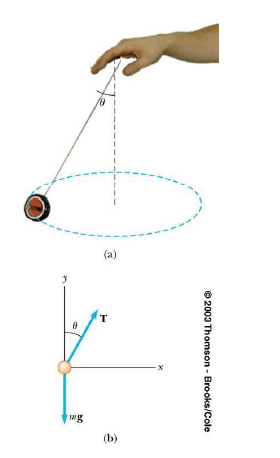 θ
(a)
y
θ
T
x
mg
(b)
© 2003 Thomson - Brooks/Cole